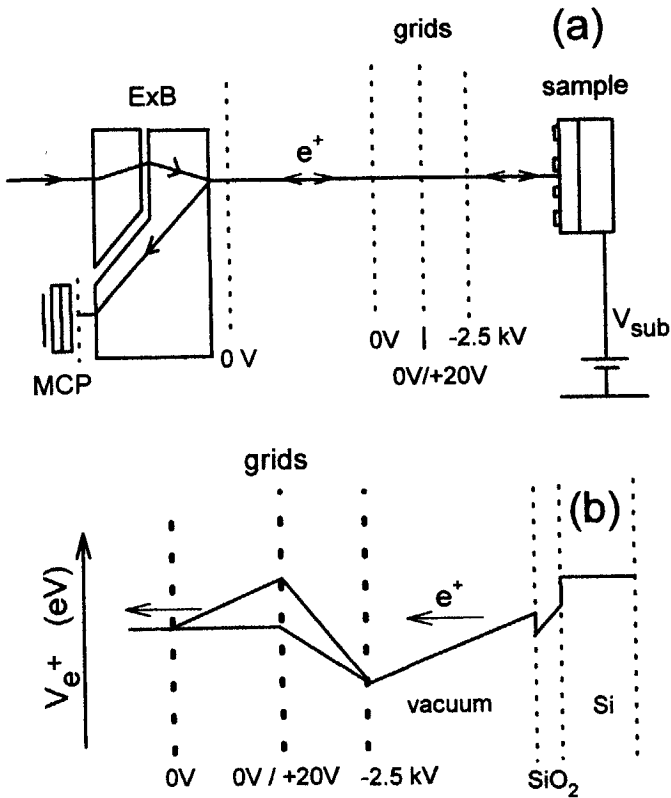 grids
(a)
ExB
sample
e+
0V
-2.5 kV
0V/+20V
0 V
MCP
Vsub
grids
(b)
Ve+ (eV)
e+
vacuum
Si
0V
0V / +20V
-2.5 kV
SiO2